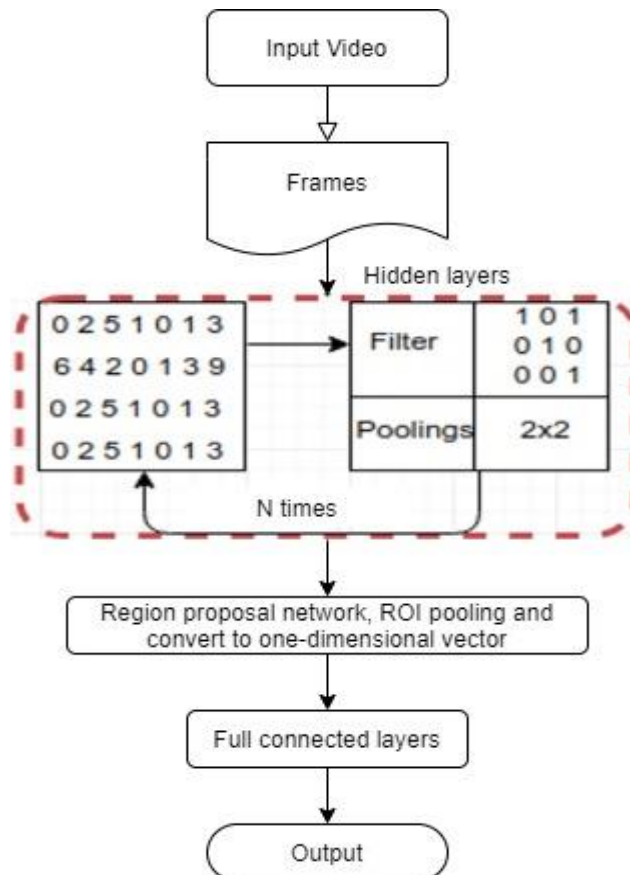 Input Video
Frames
Hidden layers
0 2 5 1 0 1 3
6 4 2 0 1 3 9
0 2 5 1 0 1 3
0 2 5 1 0 1 3
Filter
1 0 1
0 1 0
0 0 1
Poolings
2x2
N times
Region proposal network, ROI pooling and
convert to one-dimensional vector
Full connected layers
Output